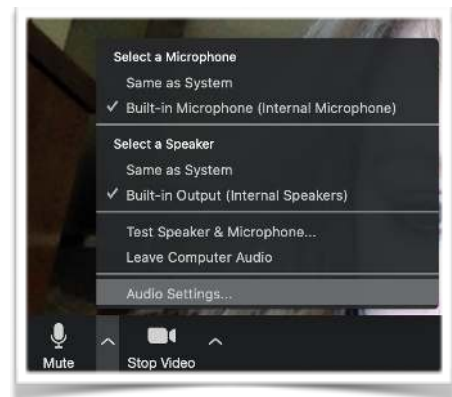 Select a Microphone
Same as System
Built-in Microphone (Internal Microphone)
Select a Speaker
Same as System
Built-in Output (Internal Speakers)
Test Speaker & Microphone...
Leave Computer Audio
Audio Settings...
Mute Stop Video